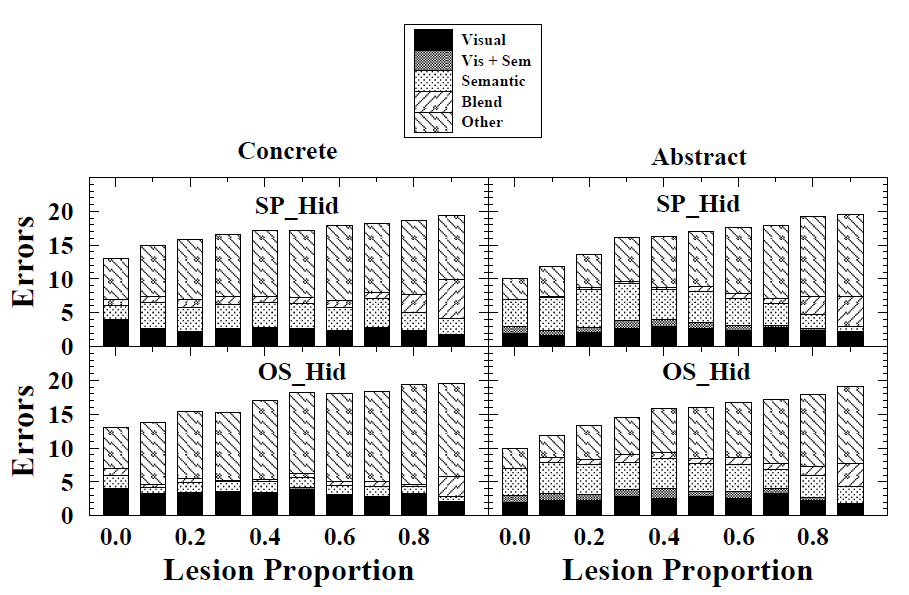 Visual
Vis + Sem
Semantic
Blend
Other
Concrete
Abstract
SP_Hid
SP_Hid
Errors
20
15
10
5
0
OS_Hid
OS_Hid
Errors
20
15
10
5
0
0.0 0.2 0.4 0.6 0.8
0.0 0.2 0.4 0.6 0.8
Lesion Proportion
Lesion Proportion